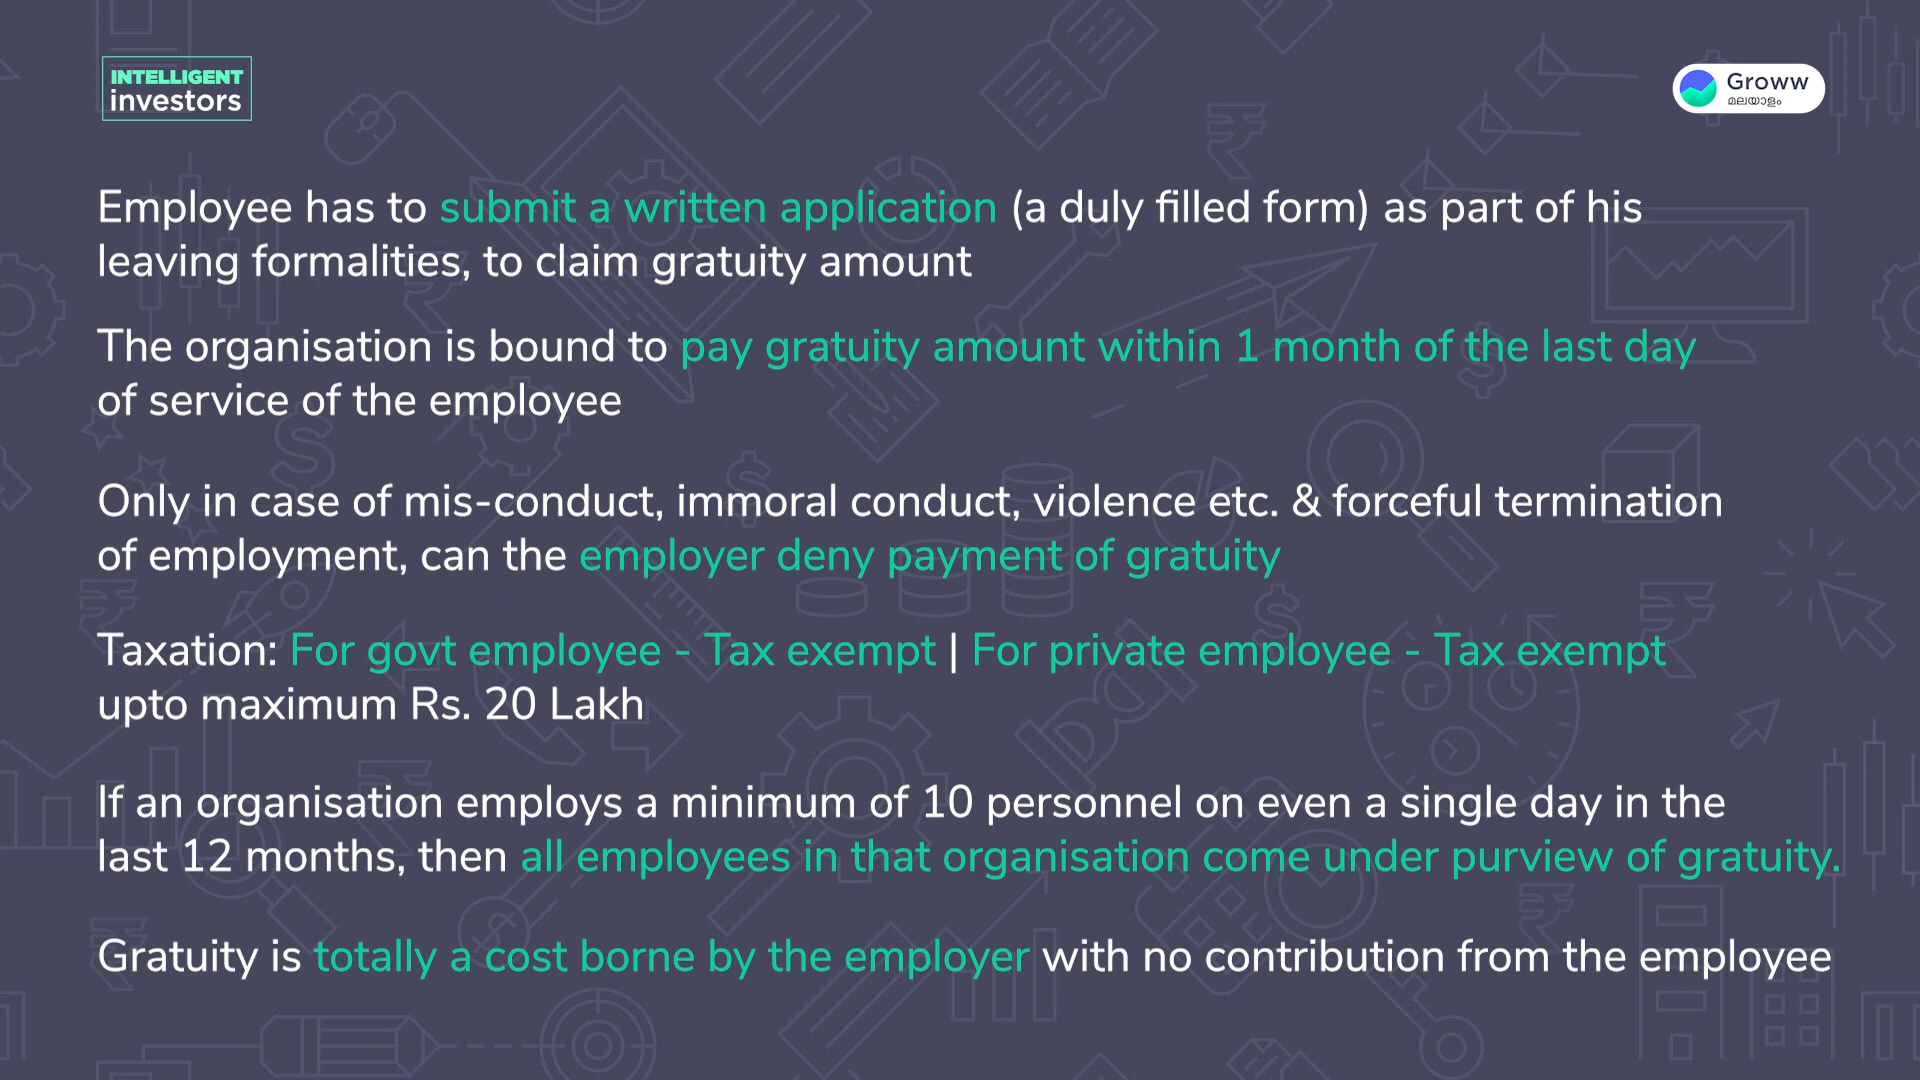 INTELLIGENT
investors
Groww
മലയാളം
Employee has to submit a written application (a duly filled form) as part of his
leaving formalities, to claim gratuity amount
The organisation is bound to pay gratuity amount within 1 month of the last day
of service of the employee
Only in case of mis-conduct, immoral conduct, violence etc. & forceful termination
of employment, can the employer deny payment of gratuity
Taxation: For govt employee - Tax exempt | For private employee - Tax exempt
upto maximum Rs. 20 Lakh
If an organisation employs a minimum of 10 personnel on even a single day in the
last 12 months, then all employees in that organisation come under purview of gratuity.
Gratuity is totally a cost borne by the employer with no contribution from the employee